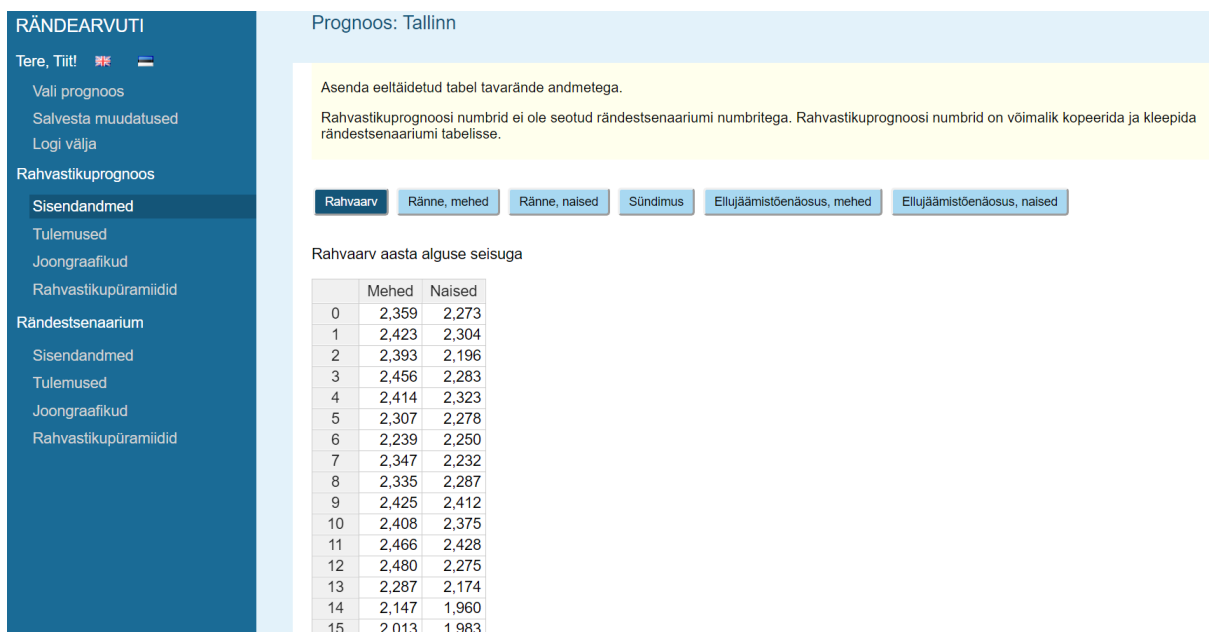 RÄNDEARVUTI
Tere, Tiit!
Vali prognoos
Salvesta muudatused
Logi välja
Rahvastikuprognoos
Sisendandmed
Tulemused
Joongraafikud
Rahvastikupüramiidid
Rändestsenaarium
Sisendandmed
Tulemused
Joongraafikud
Rahvastikupüramiidid
Prognoos: Tallinn
Asenda eeltäidetud tabel tavarände andmetega.
Rahvastikuprognoosi numbrid ei ole seotud rändestsenaariumi numbritega. Rahvastikuprognoosi numbrid on võimalik kopeerida ja kleepida
rändestsenaariumi tabelisse.
Rahvaarv Ränne, mehed Ränne, naised Sündimus Ellujäämistõenäosus, mehed Ellujäämistõenäosus, naised
Rahvaarv aasta alguse seisuga
Mehed Naised
0 2,359 2,273
1 2,423 2,304
2 2,393 2,196
3 2,456 2,283
4 2,414 2,323
5 2,307 2,278
6 2,239 2,250
7 2,347 2,232
8 2,335 2,287
9 2,425 2,412
10 2,408 2,375
11 2,466 2,428
12 2,480 2,275
13 2,287 2,174
14 2,147 1,960
15 2,013 1,983